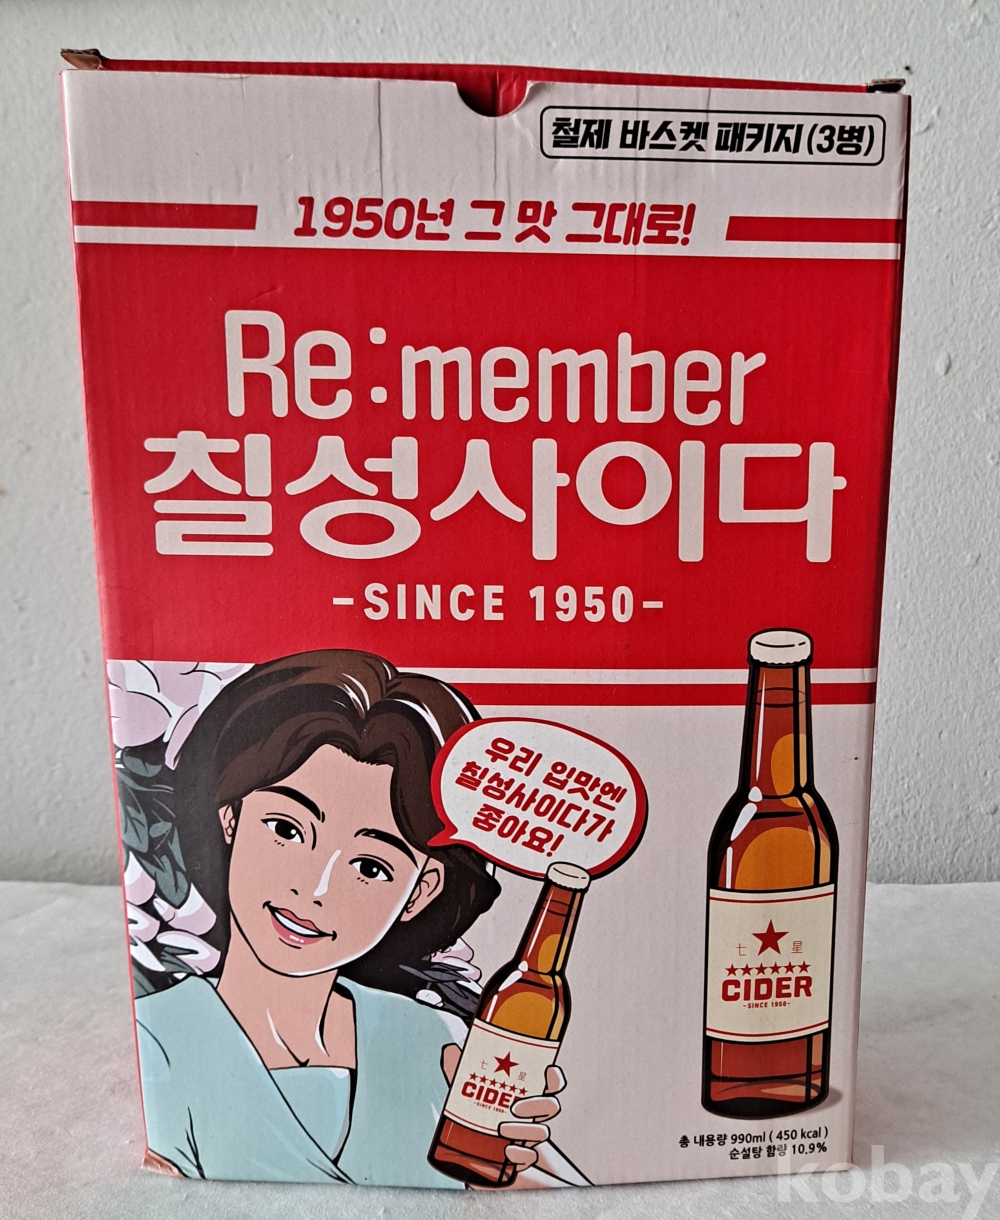 철제 바스켓 패키지(3병)
1950년 그 맛 그대로!
Re:member
칠성사이다
-SINCE 1950-
우리 입맛엔
칠성사이다가
좋아요!
七 星
CIDER
-SINCE 1950-
七 星
CIDER
-SINCE 1950-
총 내용량 990ml ( 450 kcal )
순설탕 함량 10.9%
kobay